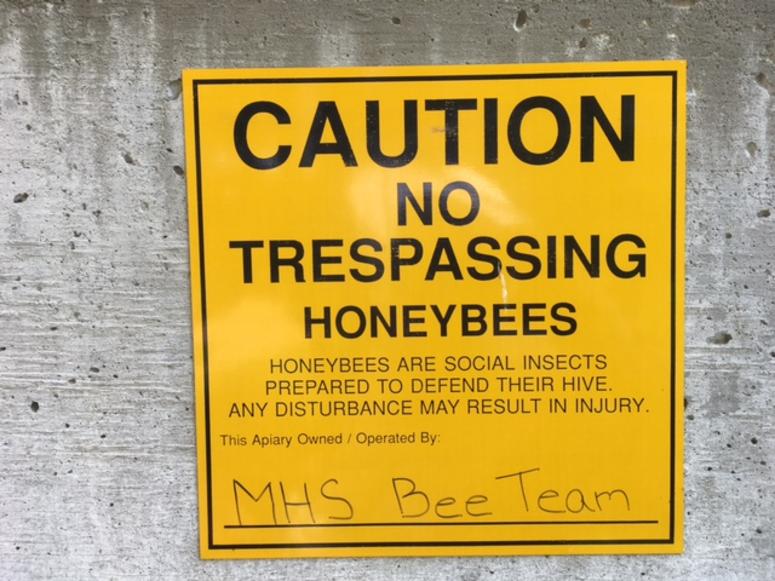 CAUTION
NO
TRESPASSING
HONEYBEES
HONEYBEES ARE SOCIAL INSECTS
PREPARED TO DEFEND THEIR HIVE.
ANY DISTURBANCE MAY RESULT IN INJURY.
This Apiary Owned / Operated By:
MHS Bee Team